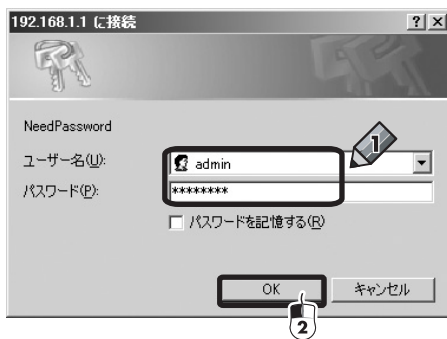 192.168.1.1 に接続
NeedPassword
ユーザー名(U):
admin
パスワード(P):
********
パスワードを記憶する(R)
OK
キャンセル
1
2